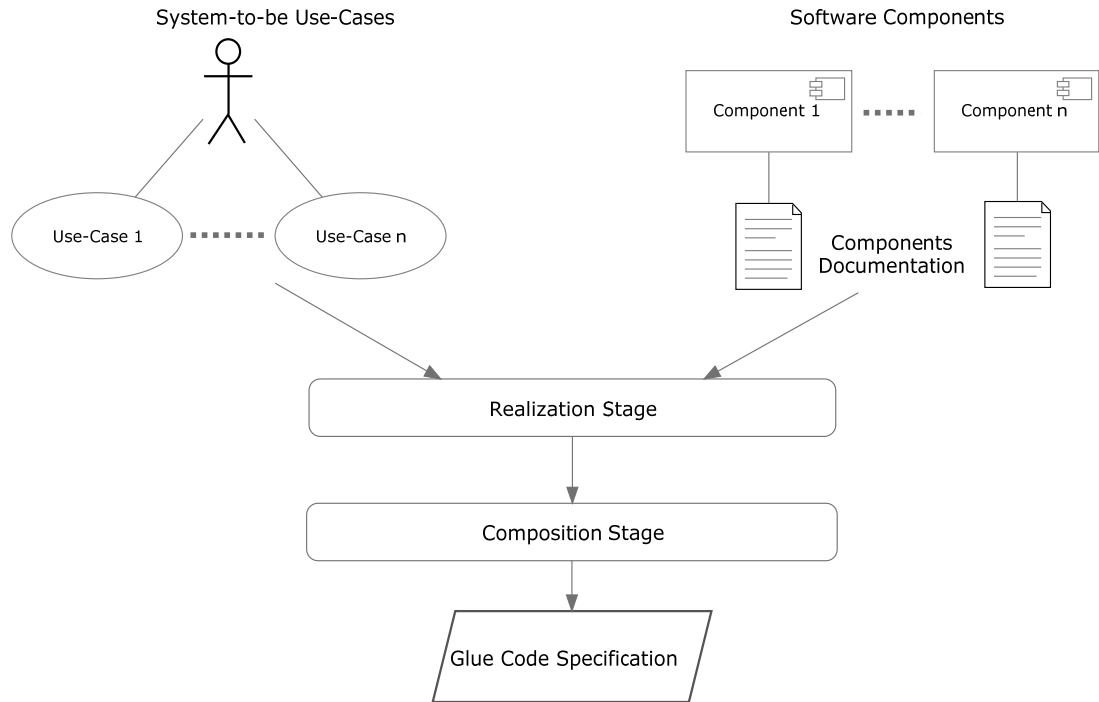 System-to-be Use-Cases
Software Components
Component 1
Component n
Use-Case 1
Use-Case n
Components
Documentation
Realization Stage
Composition Stage
Glue Code Specification